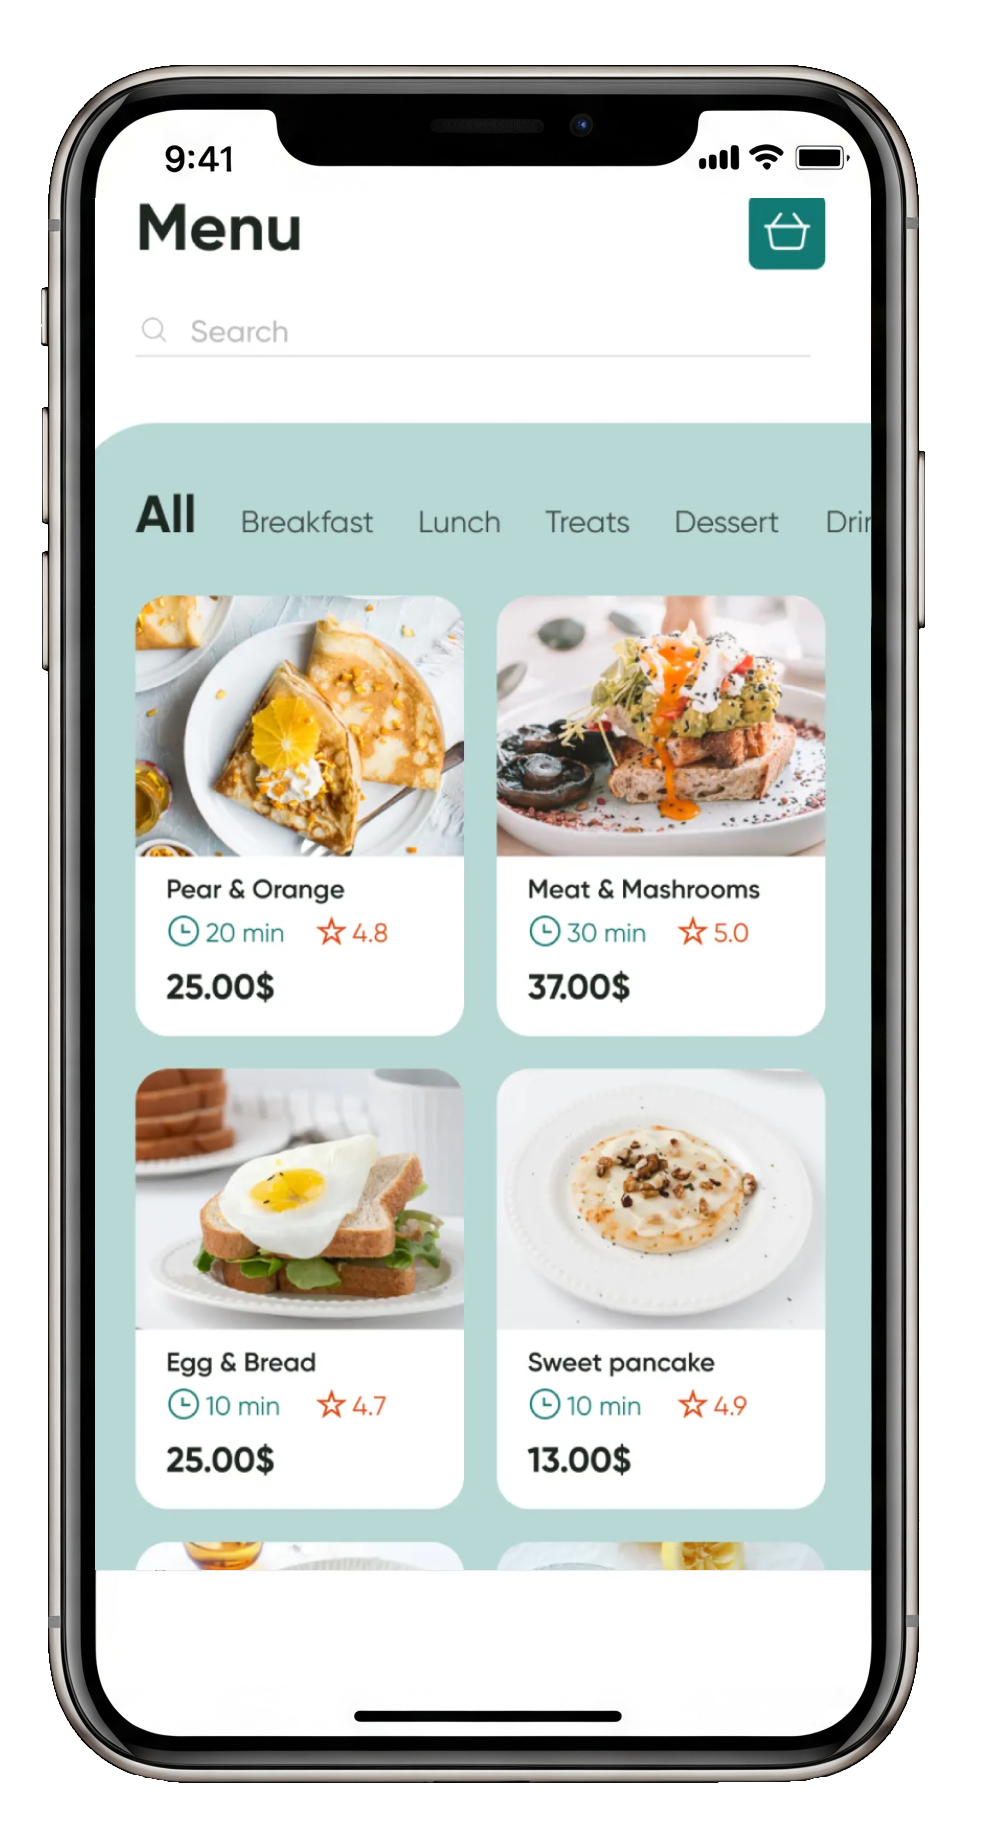 9:41
Menu
Search
All Breakfast Lunch Treats Dessert Drin
Pear & Orange
20 min 4.8
25.00$
Meat & Mashrooms
30 min 5.0
37.00$
Egg & Bread
10 min 4.7
25.00$
Sweet pancake
10 min 4.9
13.00$